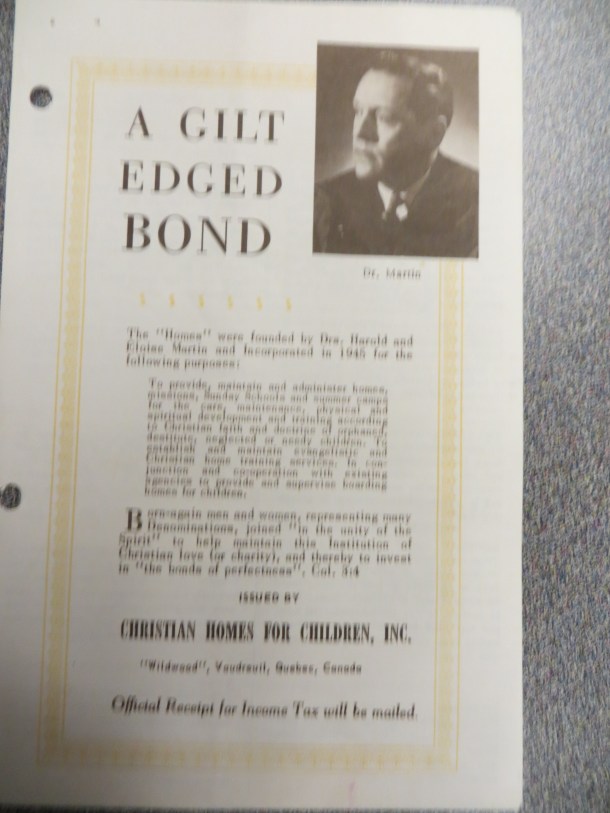 A GILT
EDGED
BOND
Dr. Martin
The "Homes" were founded by Drs. Harold and
Eloise Martin and Incorporated in 1945 for the
following purposes:
To provide, maintain and administer homes,
missions, Sunday Schools and summer camps
for the care, maintenance, physical and
spiritual development and training according
to Christian faith and doctrine of orphaned,
destitute, neglected or needy children. To
establish and maintain evangelistic and
Christian home training services. In con-
junction and cooperation with existing
agencies to provide and supervise boarding
homes for children.
Born-again men and women, representing many
Denominations, joined "in the unity of the
Spirit" to help maintain this Institution of
Christian love (or charity), and thereby to invest
in "the bonds of perfectness", Col. 3:4
ISSUED BY
CHRISTIAN HOMES FOR CHILDREN, INC.
"Wildwood", Vaudreuil, Quebec, Canada
Official Receipt for Income Tax will be mailed.